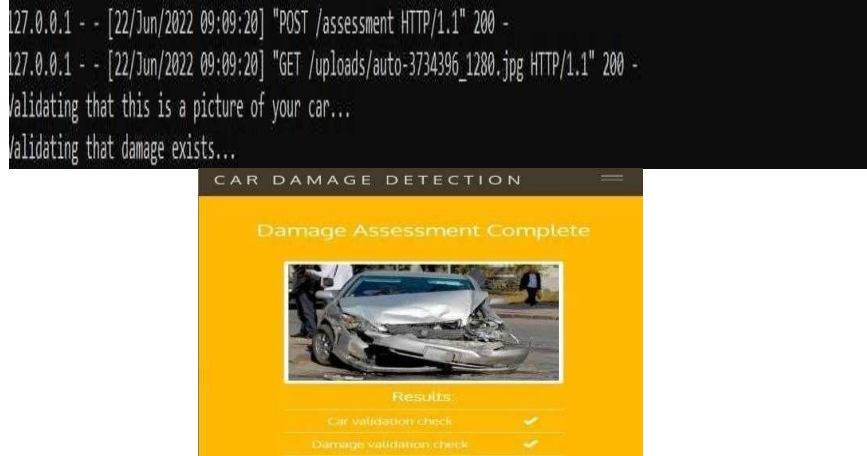 127.0.0.1 - - [22/Jun/2022 09:09:20] "POST /assessment HTTP/1.1" 200 -
127.0.0.1 - - [22/Jun/2022 09:09:20] "GET /uploads/auto-3734396_1280.jpg HTTP/1.1" 200 -
Validating that this is a picture of your car...
Validating that damage exists...
CAR DAMAGE DETECTION
Damage Assessment Complete
Results:
Car validation check
Damage validation check